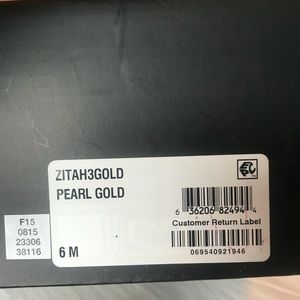 ZITAH3GOLD
PEARL GOLD
6 36206 82494 4
Customer Return Label
F15
0815
23306
38116
6 M
069540921946